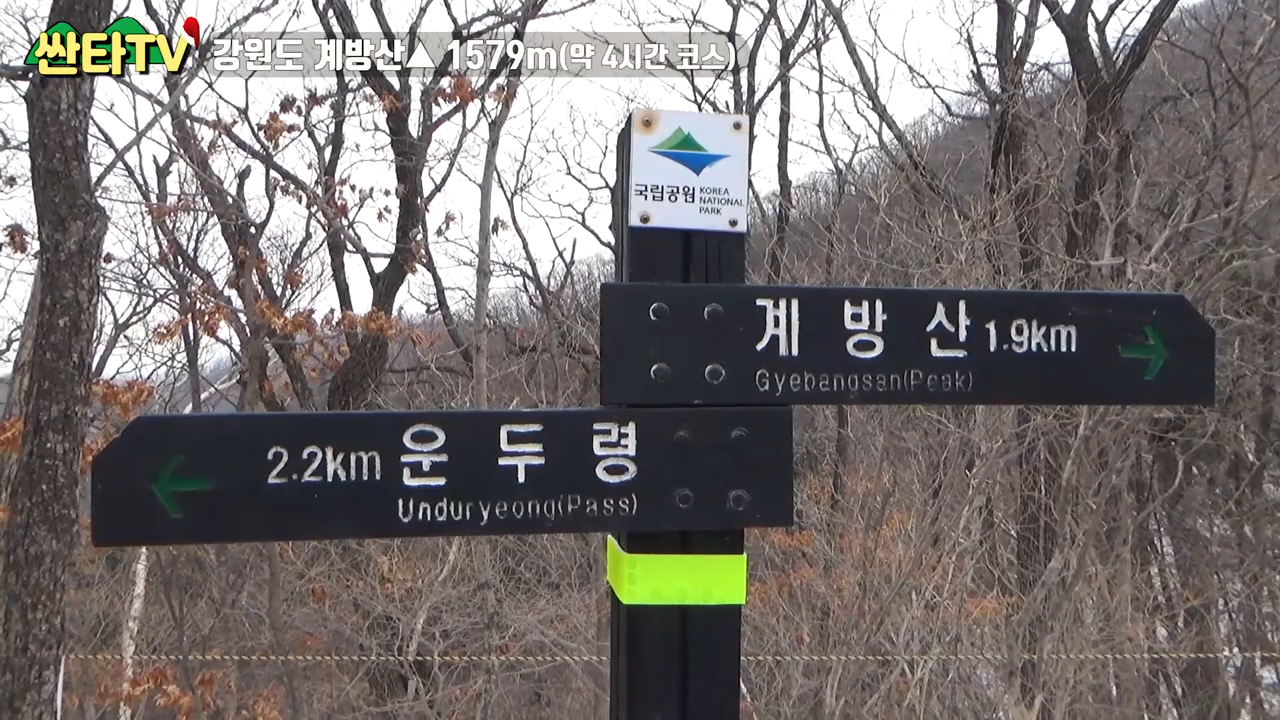 싼타TV
강원도 계방산▲ 1579m(약 4시간 코스)
국립공원
KOREA
NATIONAL
PARK
계방산 1.9km
Gyebangsan(Peak)
2.2km 운두령
Unduryeong(Pass)